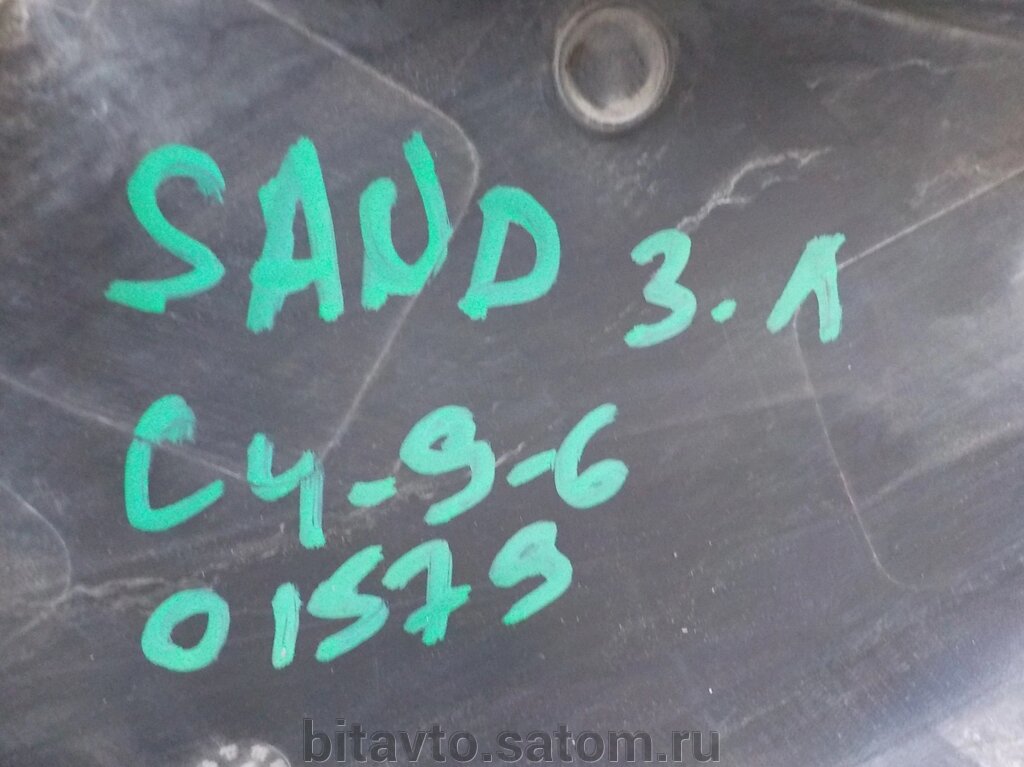 SAUD 3.1
C4-9-6
01579
bitavto.satom.ru